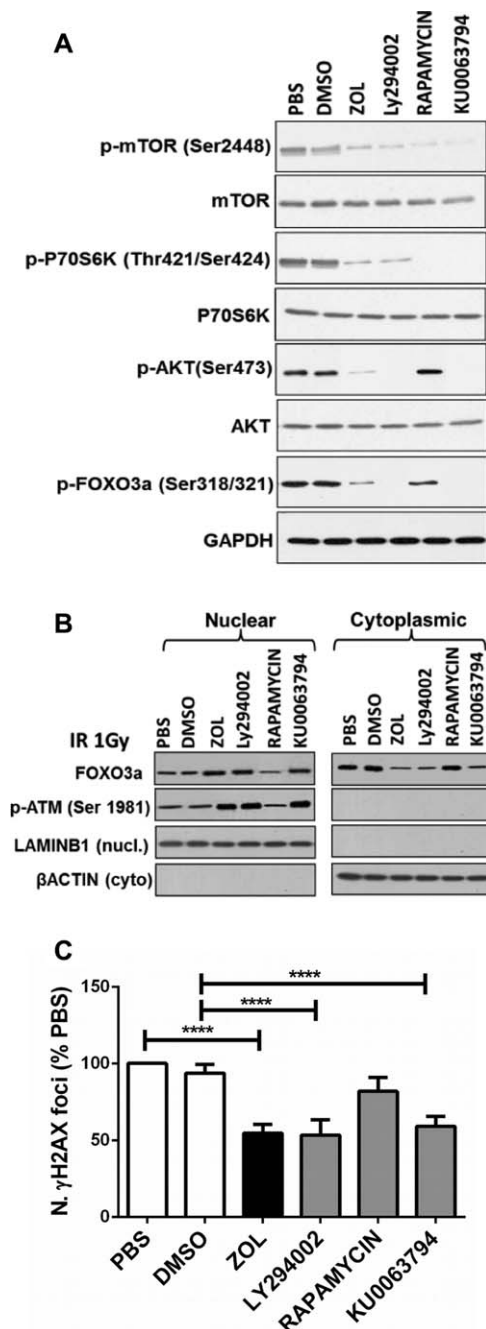 A
PBS
DMSO
ZOL
Ly294002
RAPAMYCIN
KU0063794
p-mTOR (Ser2448)
mTOR
p-P70S6K (Thr421/Ser424)
P70S6K
p-AKT(Ser473)
AKT
p-FOXO3a (Ser318/321)
GAPDH
B
Nuclear
Cytoplasmic
PBS
DMSO
ZOL
Ly294002
RAPAMYCIN
KU0063794
PBS
DMSO
ZOL
Ly294002
RAPAMYCIN
KU0063794
IR 1Gy
FOXO3a
p-ATM (Ser 1981)
LAMINB1 (nucl.)
βACTIN (cyto)
C
N. γH2AX foci (% PBS)
150
100
50
0
****
****
****
PBS
DMSO
ZOL
LY294002
RAPAMYCIN
KU0063794